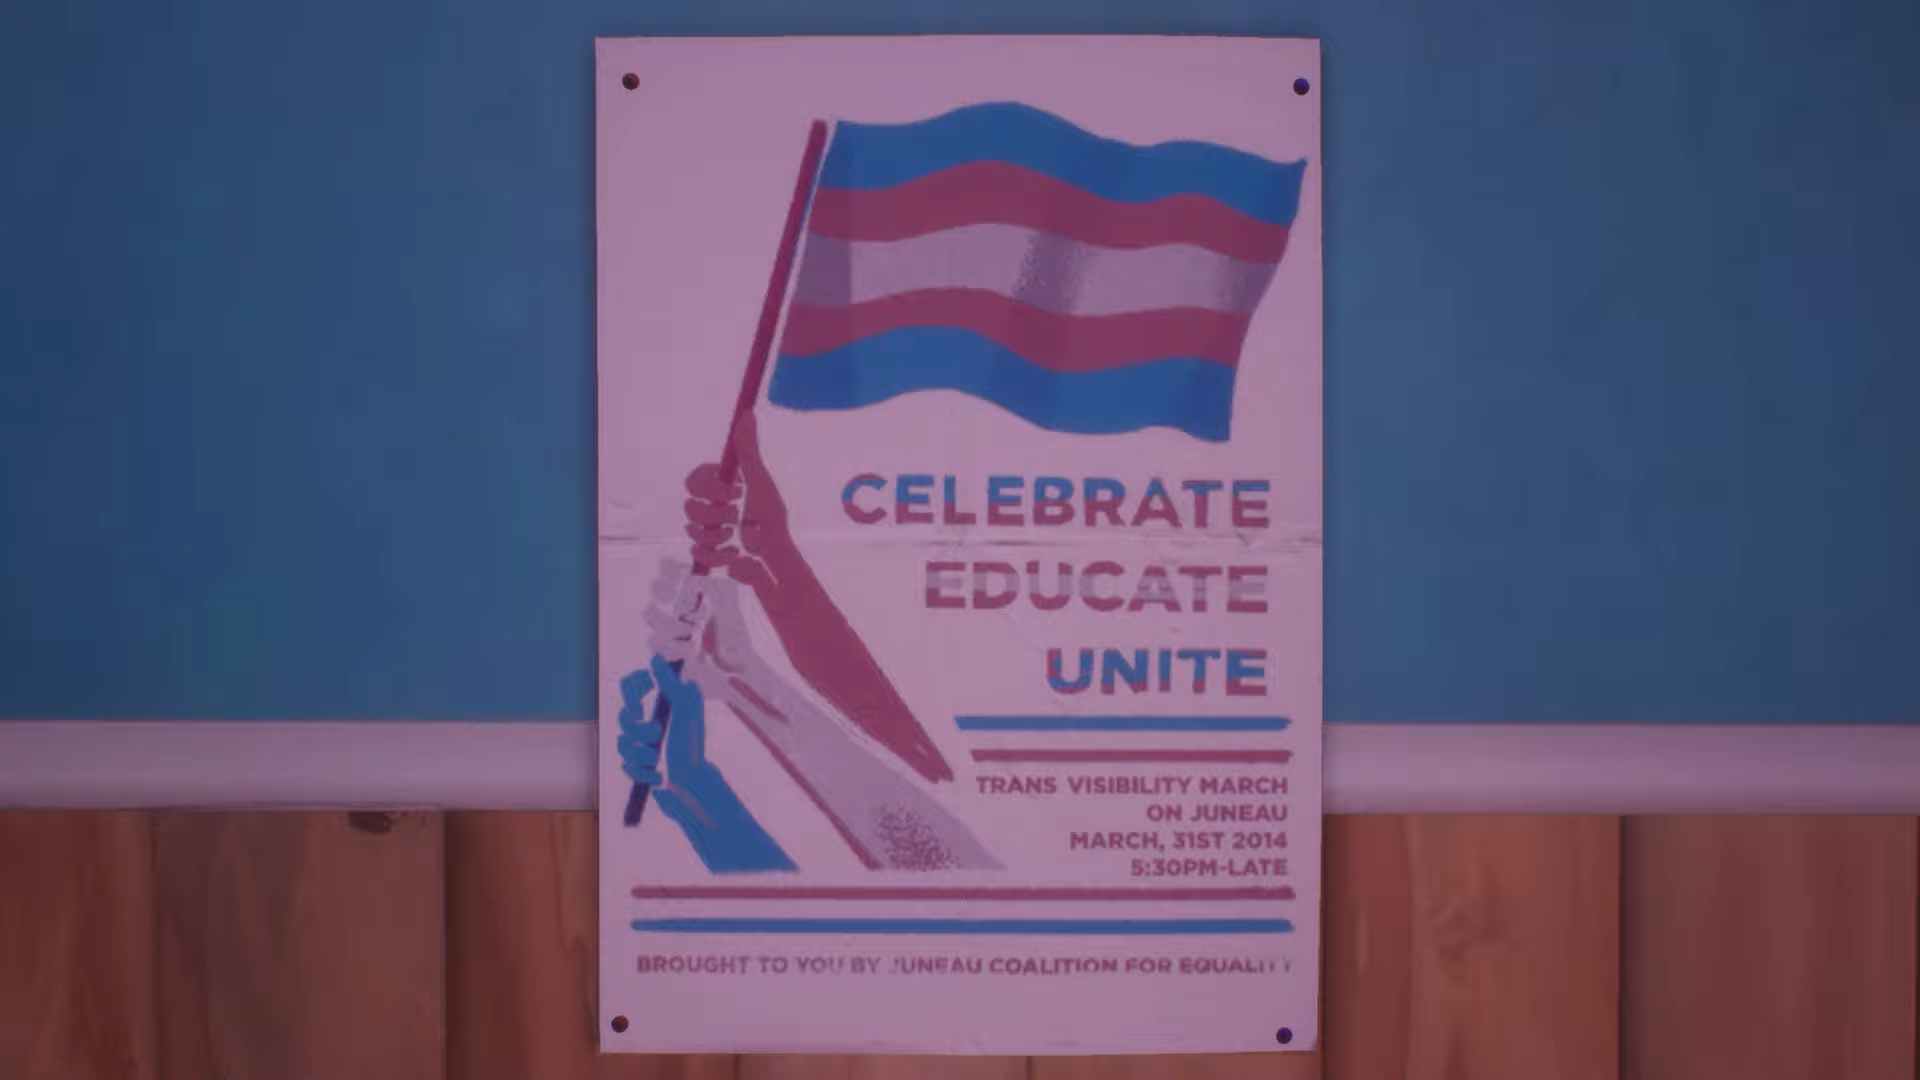 CELEBRATE
EDUCATE
UNITE
TRANS VISIBILITY MARCH
ON JUNEAU
MARCH, 31ST 2014
5:30PM-LATE
BROUGHT TO YOU BY JUNEAU COALITION FOR EQUALITY